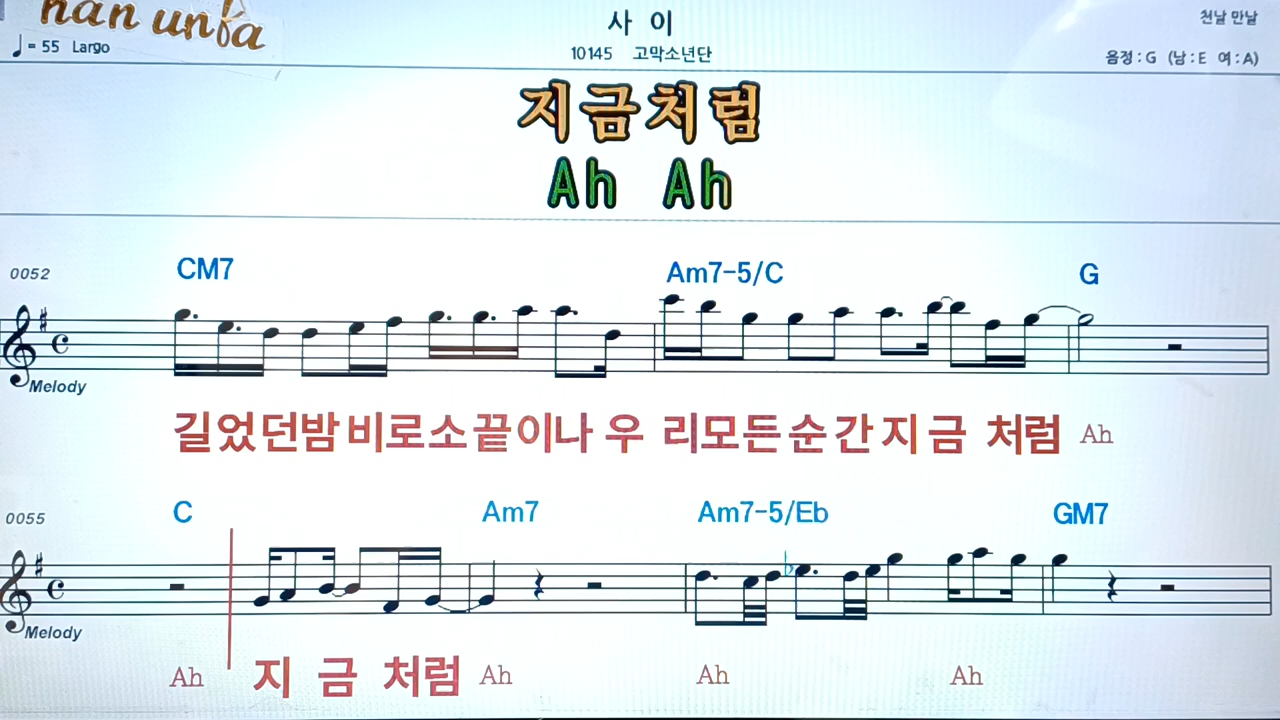 han unfa
♩= 55 Largo
사 이
10145 고막소년단
천날 만날
음정 : G (남 : E 여 : A)
지금처럼
Ah Ah
0052
CM7 Am7-5/C G
Melody
길었던밤비로소끝이나 우 리모든순간지금 처럼 Ah
0055
C Am7 Am7-5/Eb GM7
Melody
Ah 지 금 처럼 Ah Ah Ah